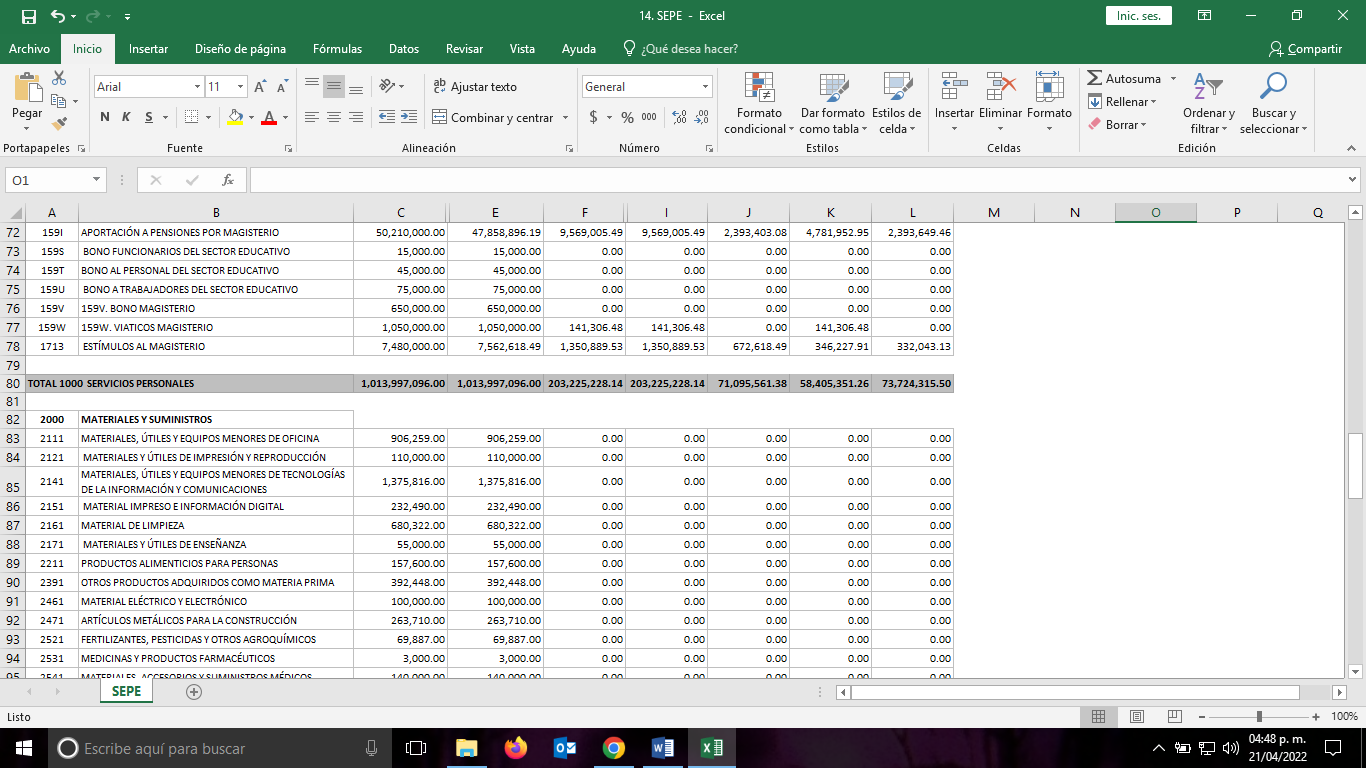 14. SEPE - Excel
Inic. ses.
Archivo Inicio Insertar Diseño de página Fórmulas Datos Revisar Vista Ayuda ¿Qué desea hacer? Compartir
Pegar
Portapapeles
Arial 11
N K S
Fuente
Ajustar texto
Combinar y centrar
Alineación
General
$ % 000
Número
Formato condicional
Dar formato como tabla
Estilos de celda
Estilos
Insertar Eliminar Formato
Celdas
Autosuma
Rellenar
Borrar
Ordenar y filtrar
Buscar y seleccionar
Edición
O1 fx
A B C E F I J K L M N O P Q
72 159I APORTACIÓN A PENSIONES POR MAGISTERIO 50,210,000.00 47,858,896.19 9,569,005.49 9,569,005.49 2,393,403.08 4,781,952.95 2,393,649.46
73 159S BONO FUNCIONARIOS DEL SECTOR EDUCATIVO 15,000.00 15,000.00 0.00 0.00 0.00 0.00 0.00
74 159T BONO AL PERSONAL DEL SECTOR EDUCATIVO 45,000.00 45,000.00 0.00 0.00 0.00 0.00 0.00
75 159U BONO A TRABAJADORES DEL SECTOR EDUCATIVO 75,000.00 75,000.00 0.00 0.00 0.00 0.00 0.00
76 159V 159V. BONO MAGISTERIO 650,000.00 650,000.00 0.00 0.00 0.00 0.00 0.00
77 159W 159W. VIATICOS MAGISTERIO 1,050,000.00 1,050,000.00 141,306.48 141,306.48 0.00 141,306.48 0.00
78 1713 ESTÍMULOS AL MAGISTERIO 7,480,000.00 7,562,618.49 1,350,889.53 1,350,889.53 672,618.49 346,227.91 332,043.13
79
80 TOTAL 1000 SERVICIOS PERSONALES 1,013,997,096.00 1,013,997,096.00 203,225,228.14 203,225,228.14 71,095,561.38 58,405,351.26 73,724,315.50
81
82 2000 MATERIALES Y SUMINISTROS
83 2111 MATERIALES, ÚTILES Y EQUIPOS MENORES DE OFICINA 906,259.00 906,259.00 0.00 0.00 0.00 0.00 0.00
84 2121 MATERIALES Y ÚTILES DE IMPRESIÓN Y REPRODUCCIÓN 110,000.00 110,000.00 0.00 0.00 0.00 0.00 0.00
85 2141 MATERIALES, ÚTILES Y EQUIPOS MENORES DE TECNOLOGÍAS
DE LA INFORMACIÓN Y COMUNICACIONES 1,375,816.00 1,375,816.00 0.00 0.00 0.00 0.00 0.00
86 2151 MATERIAL IMPRESO E INFORMACIÓN DIGITAL 232,490.00 232,490.00 0.00 0.00 0.00 0.00 0.00
87 2161 MATERIAL DE LIMPIEZA 680,322.00 680,322.00 0.00 0.00 0.00 0.00 0.00
88 2171 MATERIALES Y ÚTILES DE ENSEÑANZA 55,000.00 55,000.00 0.00 0.00 0.00 0.00 0.00
89 2211 PRODUCTOS ALIMENTICIOS PARA PERSONAS 157,600.00 157,600.00 0.00 0.00 0.00 0.00 0.00
90 2391 OTROS PRODUCTOS ADQUIRIDOS COMO MATERIA PRIMA 392,448.00 392,448.00 0.00 0.00 0.00 0.00 0.00
91 2461 MATERIAL ELÉCTRICO Y ELECTRÓNICO 100,000.00 100,000.00 0.00 0.00 0.00 0.00 0.00
92 2471 ARTÍCULOS METÁLICOS PARA LA CONSTRUCCIÓN 263,710.00 263,710.00 0.00 0.00 0.00 0.00 0.00
93 2521 FERTILIZANTES, PESTICIDAS Y OTROS AGROQUÍMICOS 69,887.00 69,887.00 0.00 0.00 0.00 0.00 0.00
94 2531 MEDICINAS Y PRODUCTOS FARMACÉUTICOS 3,000.00 3,000.00 0.00 0.00 0.00 0.00 0.00
95 2541 MATERIALES, ACCESORIOS Y SUMINISTROS MÉDICOS 140,000.00 140,000.00 0.00 0.00 0.00 0.00 0.00
SEPE
Listo 100%
Escribe aquí para buscar
04:48 p. m.
21/04/2022